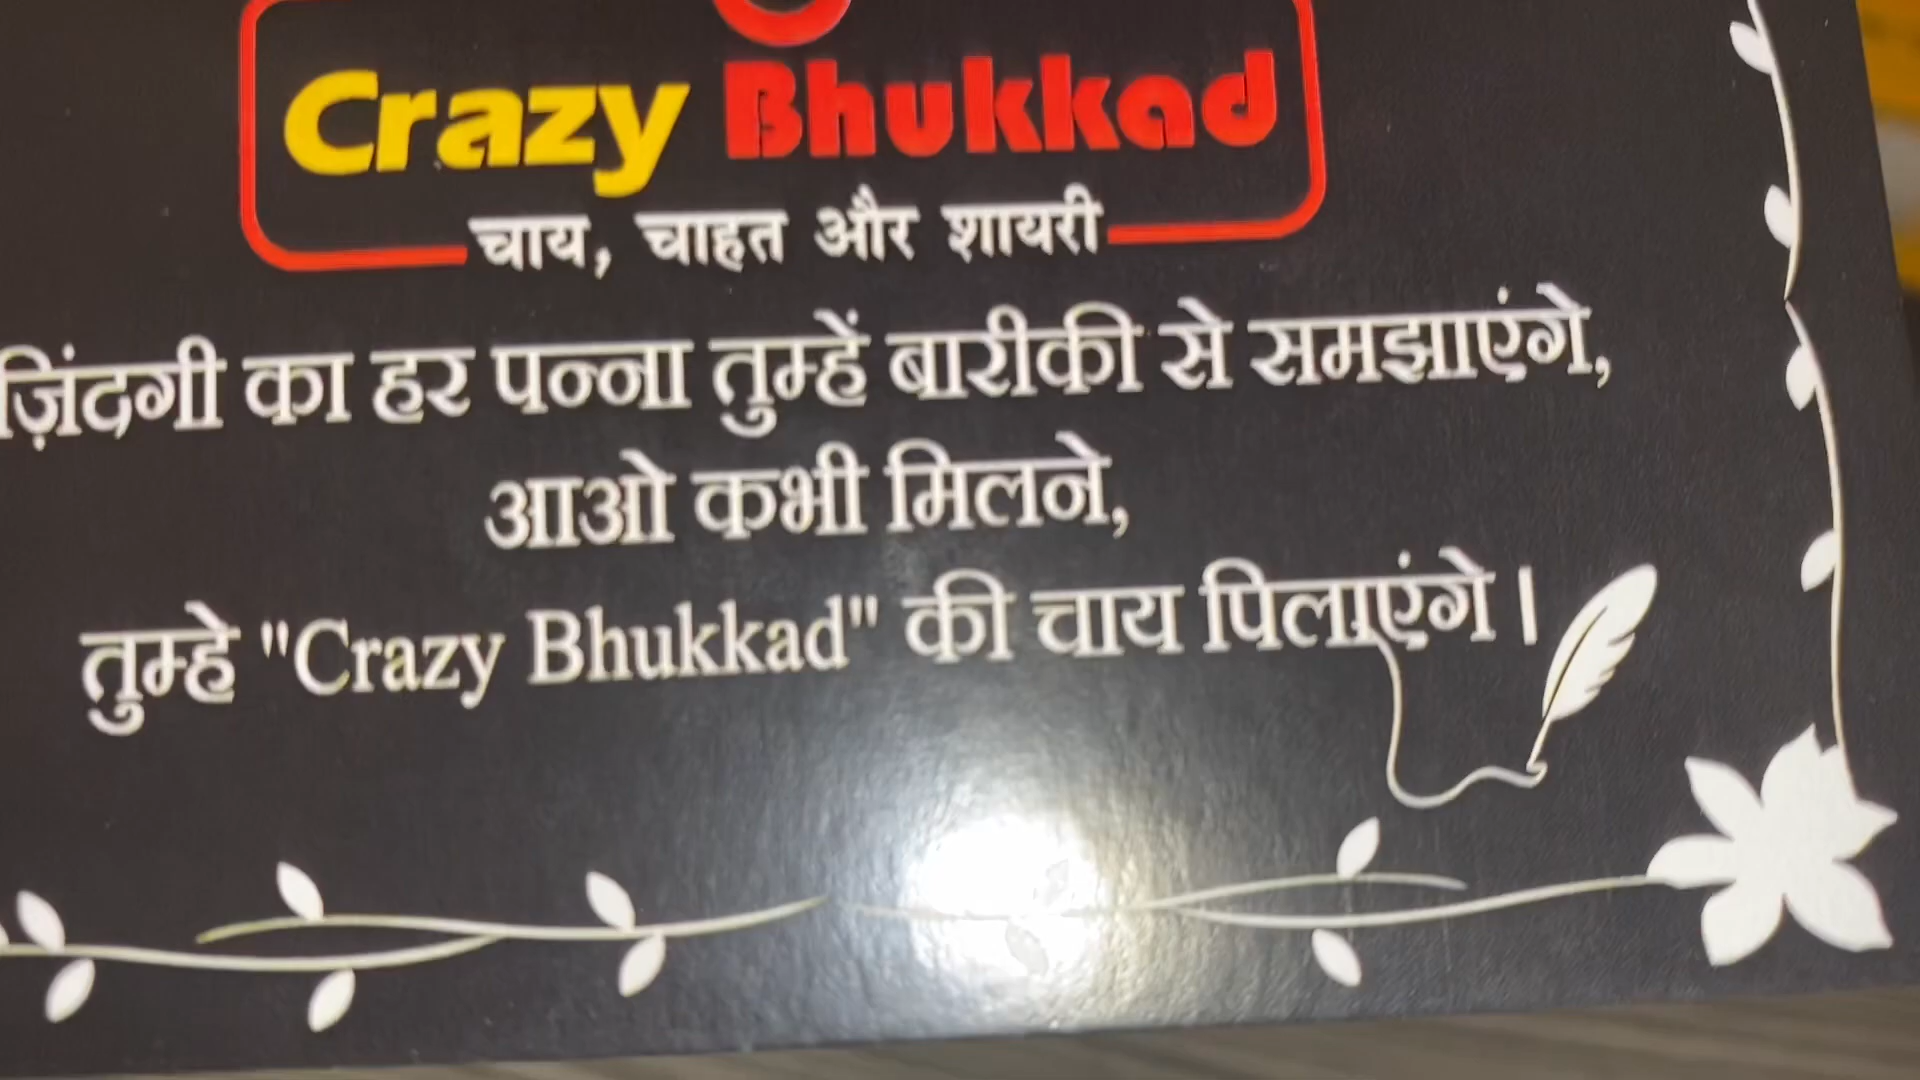 Crazy Bhukkad
चाय, चाहत और शायरी
ज़िंदगी का हर पन्ना तुम्हें बारीकी से समझाएंगे,
आओ कभी मिलने,
तुम्हे "Crazy Bhukkad" की चाय पिलाएंगे।